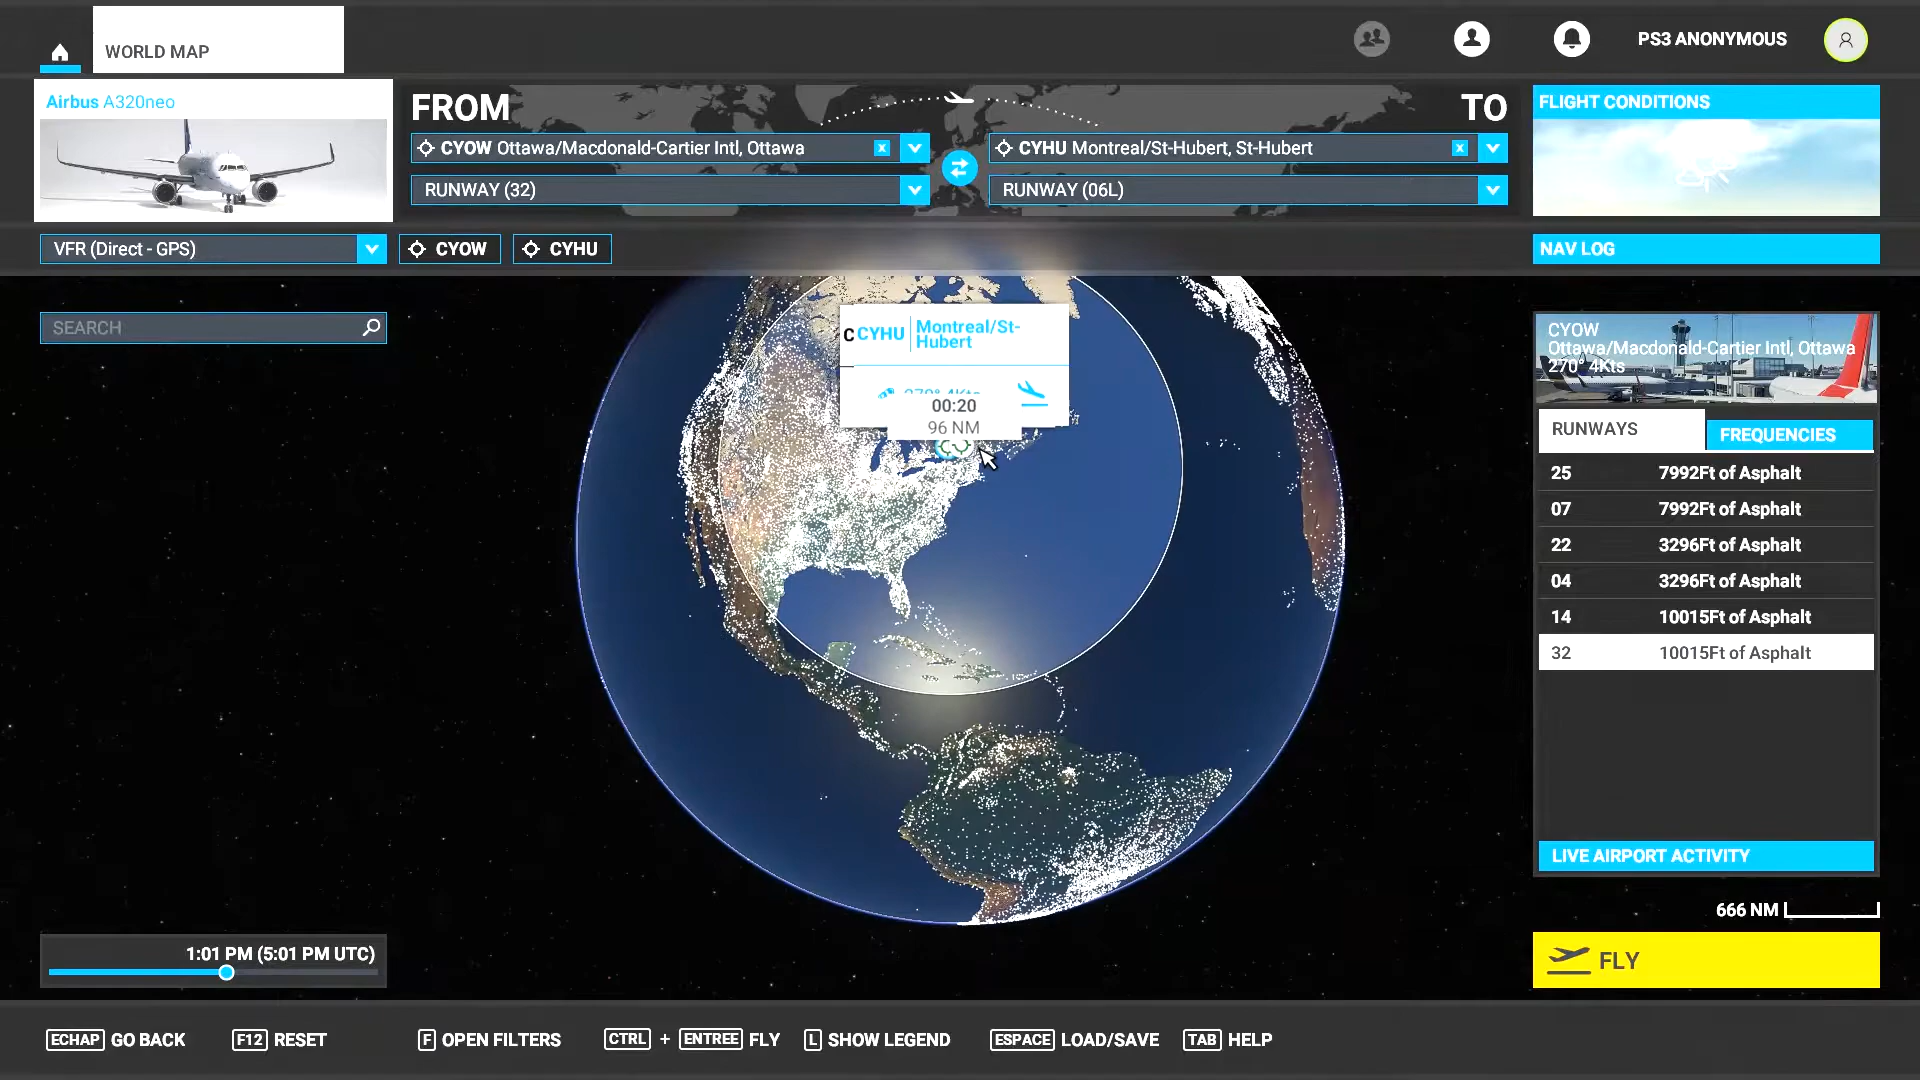 WORLD MAP
PS3 ANONYMOUS
Airbus A320neo
FROM
TO
CYOW Ottawa/Macdonald-Cartier Intl, Ottawa
CYHU Montreal/St-Hubert, St-Hubert
RUNWAY (32)
RUNWAY (06L)
FLIGHT CONDITIONS
VFR (Direct - GPS)
CYOW
CYHU
NAV LOG
SEARCH
C CYHU Montreal/St-
Hubert
00:20
96 NM
CYOW
Ottawa/Macdonald-Cartier Intl, Ottawa
270° 4Kts
RUNWAYS
FREQUENCIES
25 7992Ft of Asphalt
07 7992Ft of Asphalt
22 3296Ft of Asphalt
04 3296Ft of Asphalt
14 10015Ft of Asphalt
32 10015Ft of Asphalt
LIVE AIRPORT ACTIVITY
666 NM
1:01 PM (5:01 PM UTC)
FLY
ECHAP GO BACK
F12 RESET
F OPEN FILTERS
CTRL + ENTREE FLY
L SHOW LEGEND
ESPACE LOAD/SAVE
TAB HELP